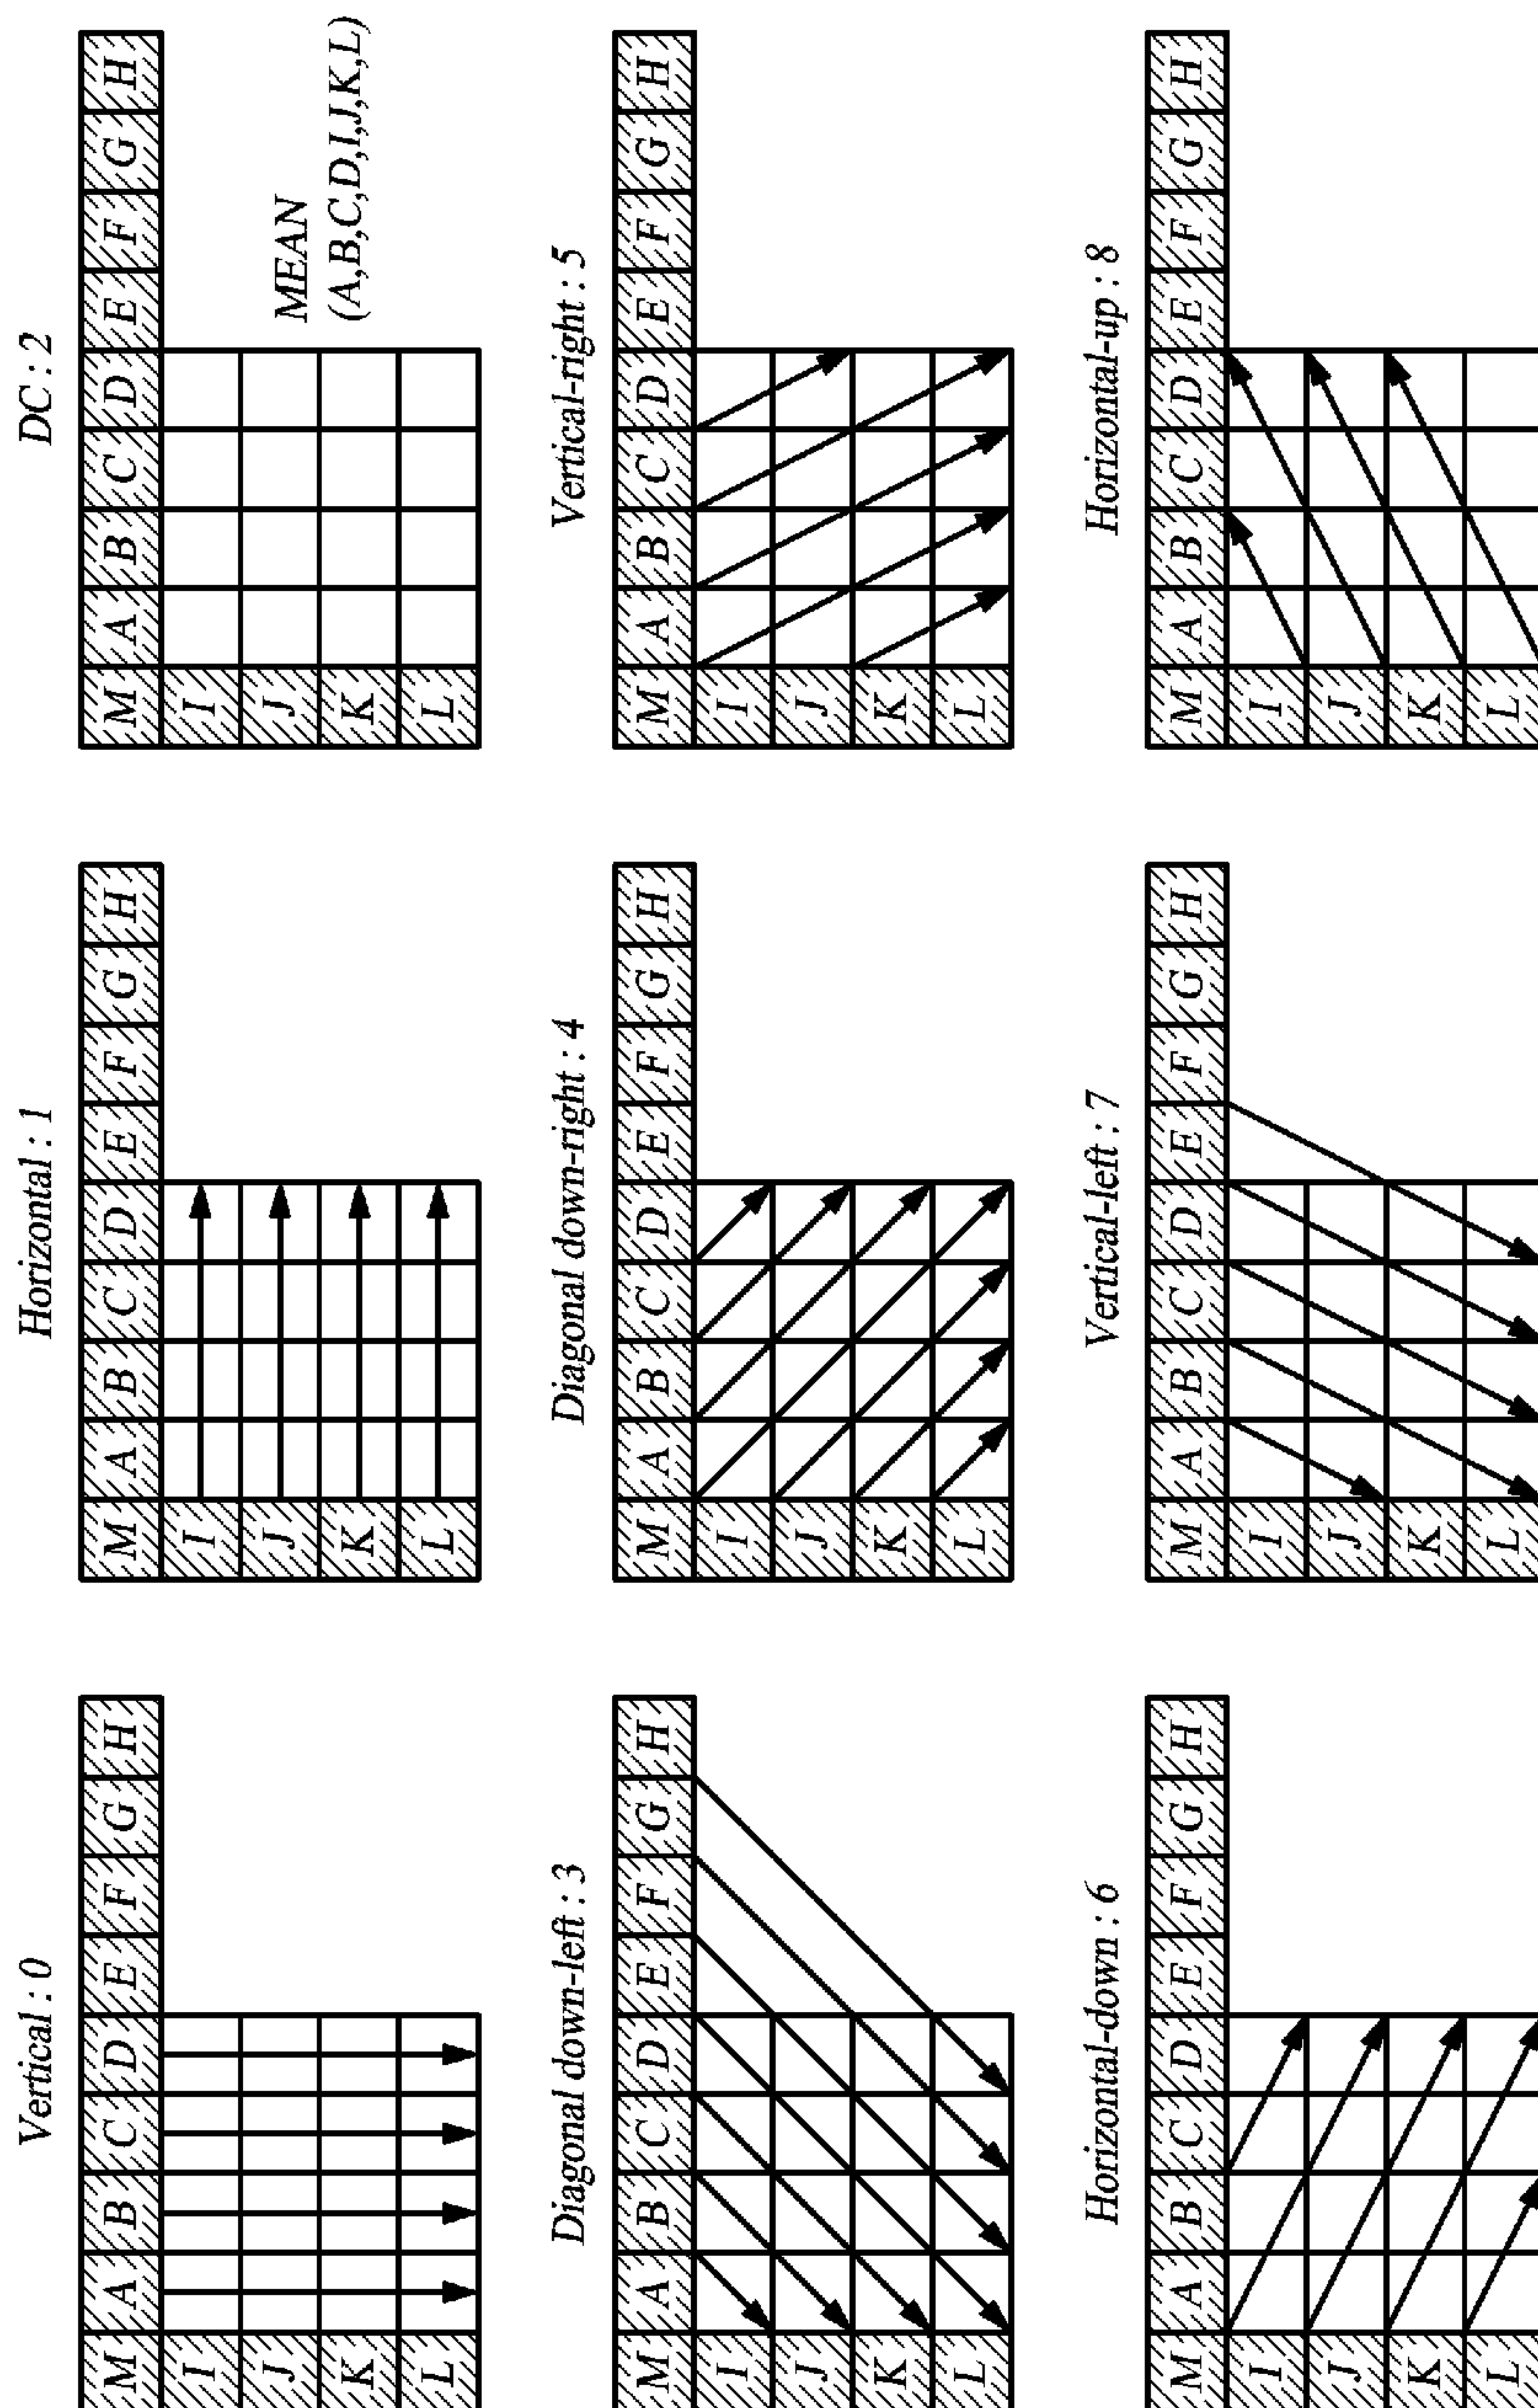 Vertical : 0
M A B C D E F G H
I
J
K
L
Horizontal : 1
M A B C D E F G H
I
J
K
L
DC : 2
M A B C D E F G H
I
J
K
L
MEAN
(A,B,C,D,I,J,K,L)
Diagonal down-left : 3
M A B C D E F G H
I
J
K
L
Diagonal down-right : 4
M A B C D E F G H
I
J
K
L
Vertical-right : 5
M A B C D E F G H
I
J
K
L
Horizontal-down : 6
M A B C D E F G H
I
J
K
L
Vertical-left : 7
M A B C D E F G H
I
J
K
L
Horizontal-up : 8
M A B C D E F G H
I
J
K
L